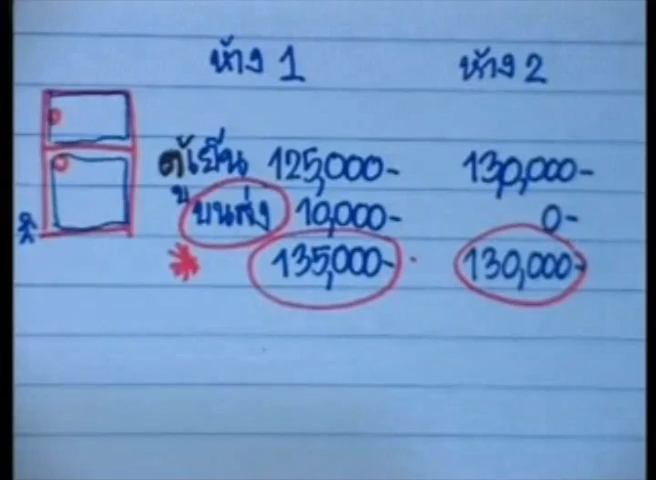 ห้าง 1 ห้าง 2
ตู้เย็น 125,000- 130,000-
ขนส่ง 10,000- 0-
135,000- 130,000-